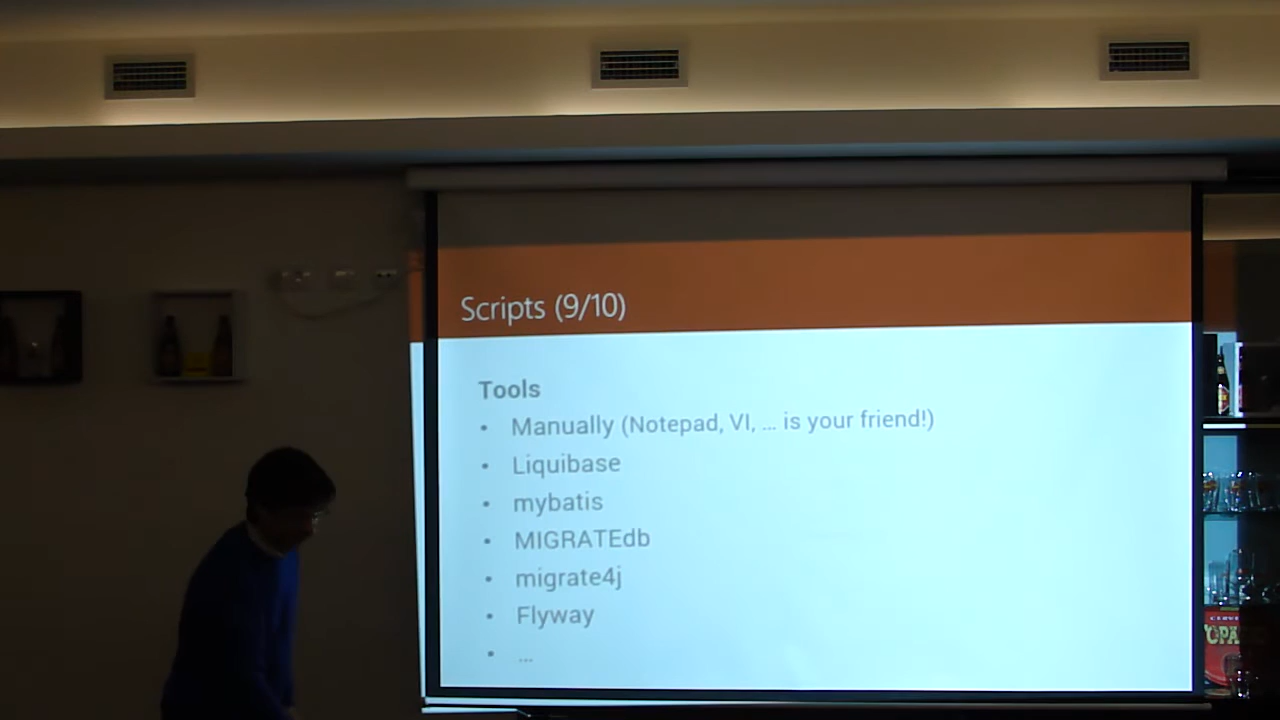 Scripts (9/10)
Tools
• Manually (Notepad, VI, ... is your friend!)
• Liquibase
• mybatis
• MIGRATEdb
• migrate4j
• Flyway
• ...